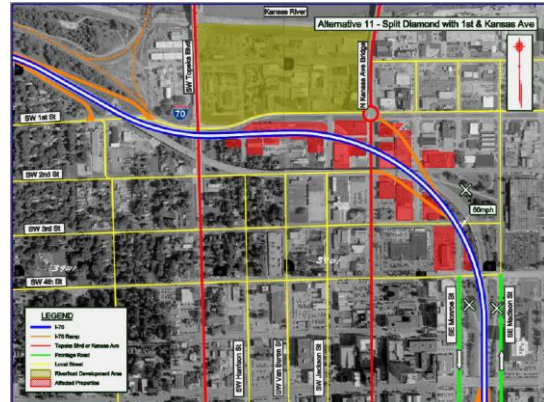 Kansas River
Alternative 11 - Split Diamond with 1st & Kansas Ave
SW Topeka Blvd
N Kansas Ave Bridge
70
SW 1st St
SW 2nd St
60mph
SW 3rd St
3901
3901
SW 4th St
SE Monroe St
SE Madison St
SW Harrison St
SW Van Buren St
SW Jackson St
LEGEND
I-70
I-70 Ramp
Topeka Blvd or Kansas Ave
Frontage Road
Local Street
Riverfront Development Area
Affected Properties